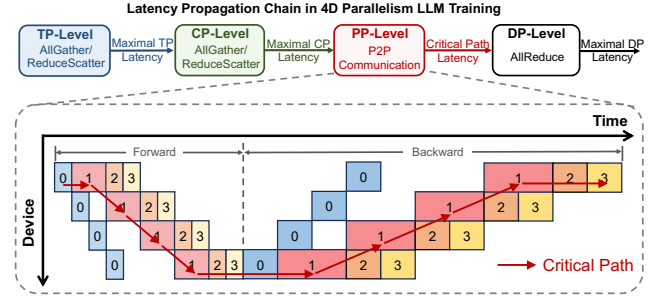 Latency Propagation Chain in 4D Parallelism LLM Training
TP-Level
AllGather/
ReduceScatter
Maximal TP
Latency
CP-Level
AllGather/
ReduceScatter
Maximal CP
Latency
PP-Level
P2P
Communication
Critical Path
Latency
DP-Level
AllReduce
Maximal DP
Latency
Time
Forward
Backward
Device
0 1 2 3 0 1 2 3
0 1 2 3 0 1 2 3
0 1 2 3 0 1 2 3
0 1 2 3 0 1 2 3
Critical Path